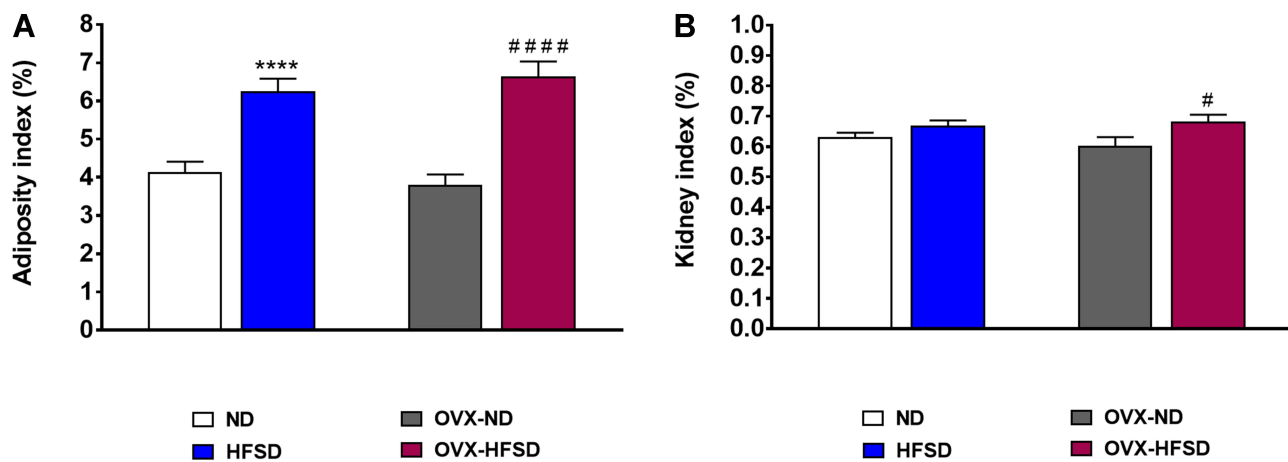 A
Adiposity index (%)
8
7
6
5
4
3
2
1
0
****
####
ND
HFSD
OVX-ND
OVX-HFSD
B
Kidney index (%)
1.0
0.9
0.8
0.7
0.6
0.5
0.4
0.3
0.2
0.1
0.0
#
ND
HFSD
OVX-ND
OVX-HFSD